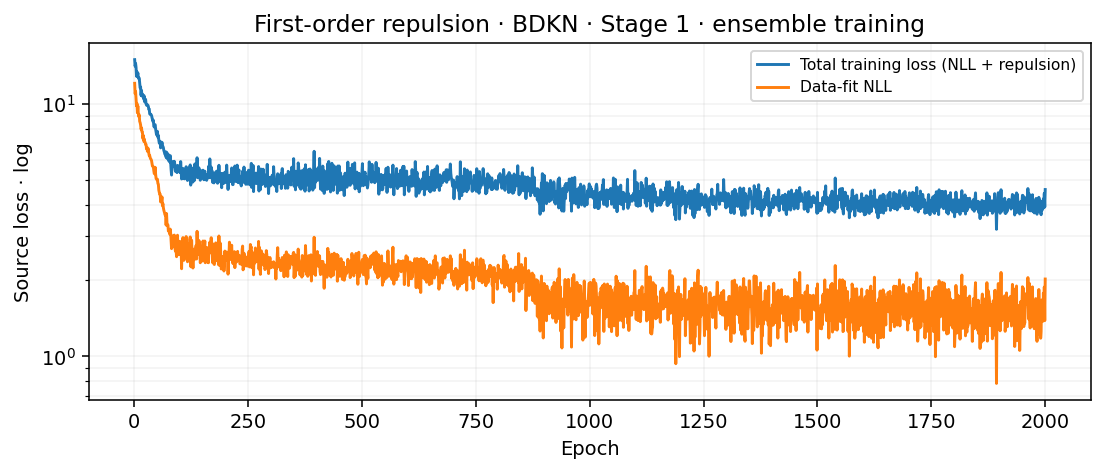 First-order repulsion · BDKN · Stage 1 · ensemble training
Total training loss (NLL + repulsion)
Data-fit NLL
Source loss · log
10¹
10⁰
0 250 500 750 1000 1250 1500 1750 2000
Epoch